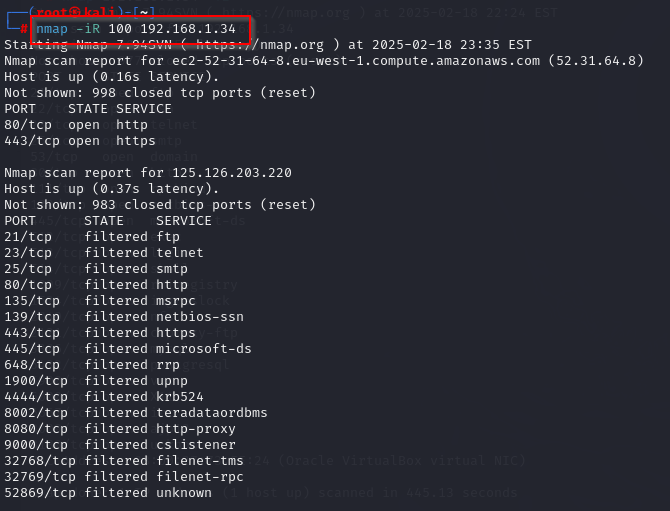 ┌──(root㉿kali)-[~]
└─# nmap -iR 100 192.168.1.34
Starting Nmap 7.94SVN ( https://nmap.org ) at 2025-02-18 23:35 EST
Nmap scan report for ec2-52-31-64-8.eu-west-1.compute.amazonaws.com (52.31.64.8)
Host is up (0.16s latency).
Not shown: 998 closed tcp ports (reset)
PORT STATE SERVICE
80/tcp open http
443/tcp open https
Nmap scan report for 125.126.203.220
Host is up (0.37s latency).
Not shown: 983 closed tcp ports (reset)
PORT STATE SERVICE
21/tcp filtered ftp
23/tcp filtered telnet
25/tcp filtered smtp
80/tcp filtered http
135/tcp filtered msrpc
139/tcp filtered netbios-ssn
443/tcp filtered https
445/tcp filtered microsoft-ds
648/tcp filtered rrp
1900/tcp filtered upnp
4444/tcp filtered krb524
8002/tcp filtered teradataordbms
8080/tcp filtered http-proxy
9000/tcp filtered cslistener
32768/tcp filtered filenet-tms
32769/tcp filtered filenet-rpc
52869/tcp filtered unknown